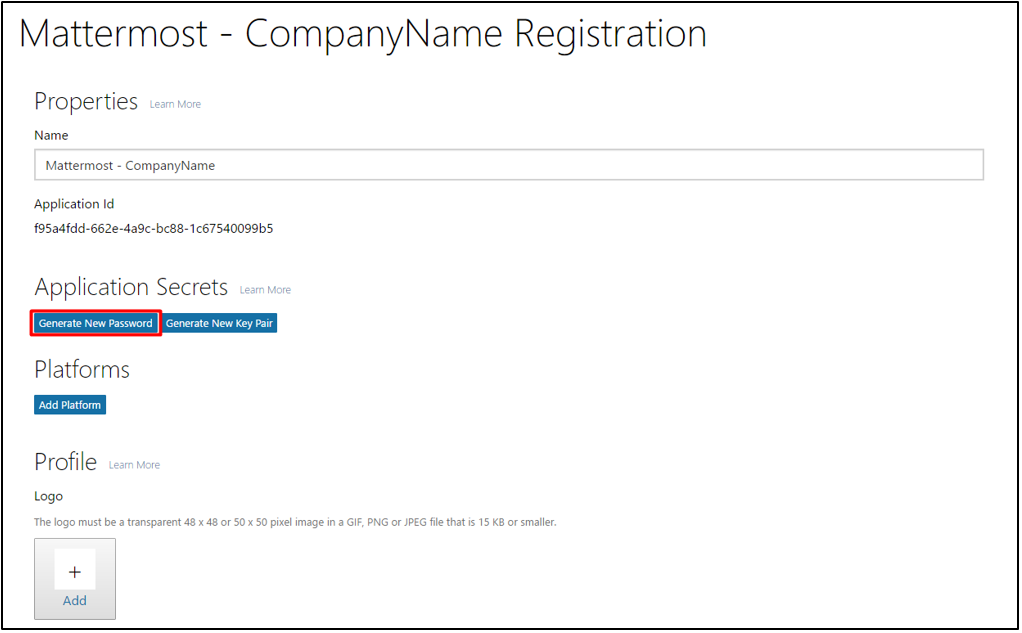 Mattermost - CompanyName Registration
Properties Learn More
Name
Mattermost - CompanyName
Application Id
f95a4fdd-662e-4a9c-bc88-1c67540099b5
Application Secrets Learn More
Generate New Password Generate New Key Pair
Platforms
Add Platform
Profile Learn More
Logo
The logo must be a transparent 48 x 48 or 50 x 50 pixel image in a GIF, PNG or JPEG file that is 15 KB or smaller.
+
Add